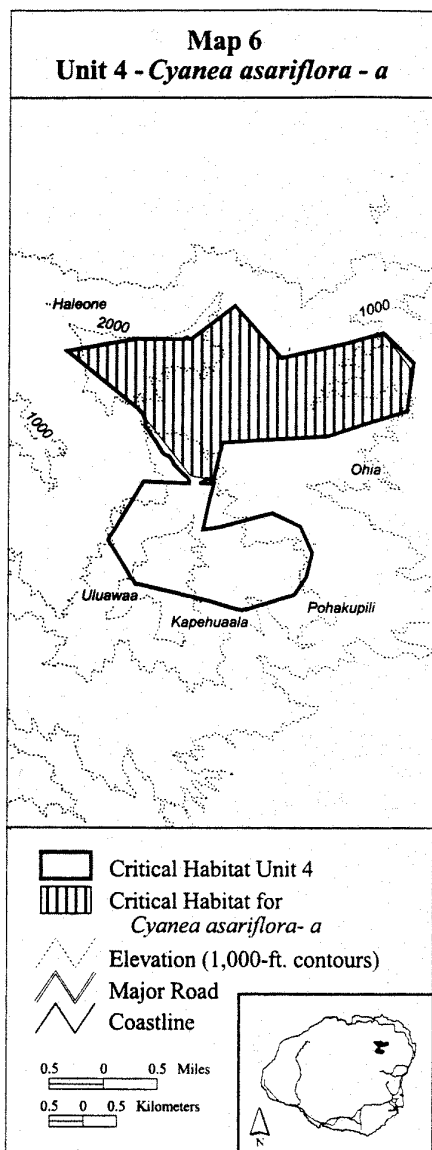 Map 6
Unit 4 - Cyanea asariflora - a
Haleone
2000
1000
1000
Ohia
Uluawaa
Kapehuaala
Pohakupili
Critical Habitat Unit 4
Critical Habitat for
Cyanea asariflora- a
Elevation (1,000-ft. contours)
Major Road
Coastline
0.5 0 0.5 Miles
0.5 0 0.5 Kilometers
N